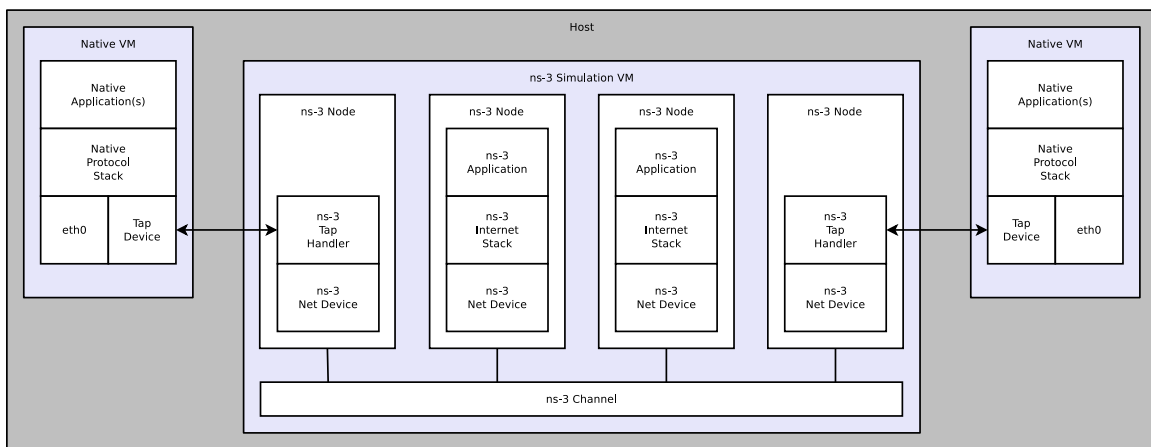 Host
Native VM
Native
Application(s)
Native
Protocol
Stack
eth0
Tap
Device
ns-3 Simulation VM
ns-3 Node
ns-3
Tap
Handler
ns-3
Net Device
ns-3 Node
ns-3
Application
ns-3
Internet
Stack
ns-3
Net Device
ns-3 Node
ns-3
Application
ns-3
Internet
Stack
ns-3
Net Device
ns-3 Node
ns-3
Tap
Handler
ns-3
Net Device
ns-3 Channel
Native VM
Native
Application(s)
Native
Protocol
Stack
Tap
Device
eth0